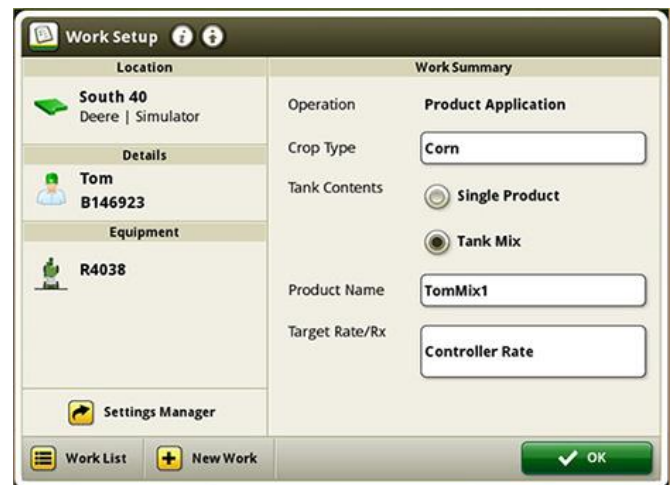 Work Setup
Location
South 40
Deere | Simulator
Details
Tom
B146923
Equipment
R4038
Settings Manager
Work Summary
Operation Product Application
Crop Type Corn
Tank Contents Single Product
Tank Mix
Product Name TomMix1
Target Rate/Rx Controller Rate
Work List New Work OK